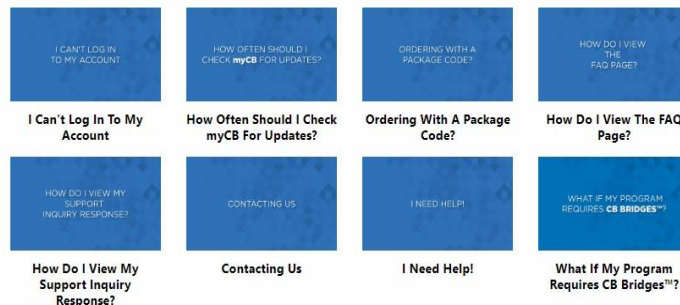 I CAN'T LOG IN
TO MY ACCOUNT
HOW OFTEN SHOULD I
CHECK myCB FOR UPDATES?
ORDERING WITH A
PACKAGE CODE?
HOW DO I VIEW
THE
FAQ PAGE?
I Can't Log In To My
Account
How Often Should I Check
myCB For Updates?
Ordering With A Package
Code?
How Do I View The FAQ
Page?
HOW DO I VIEW MY
SUPPORT
INQUIRY RESPONSE?
CONTACTING US
I NEED HELP!
WHAT IF MY PROGRAM
REQUIRES CB BRIDGES™?
How Do I View My
Support Inquiry
Response?
Contacting Us
I Need Help!
What If My Program
Requires CB Bridges™?